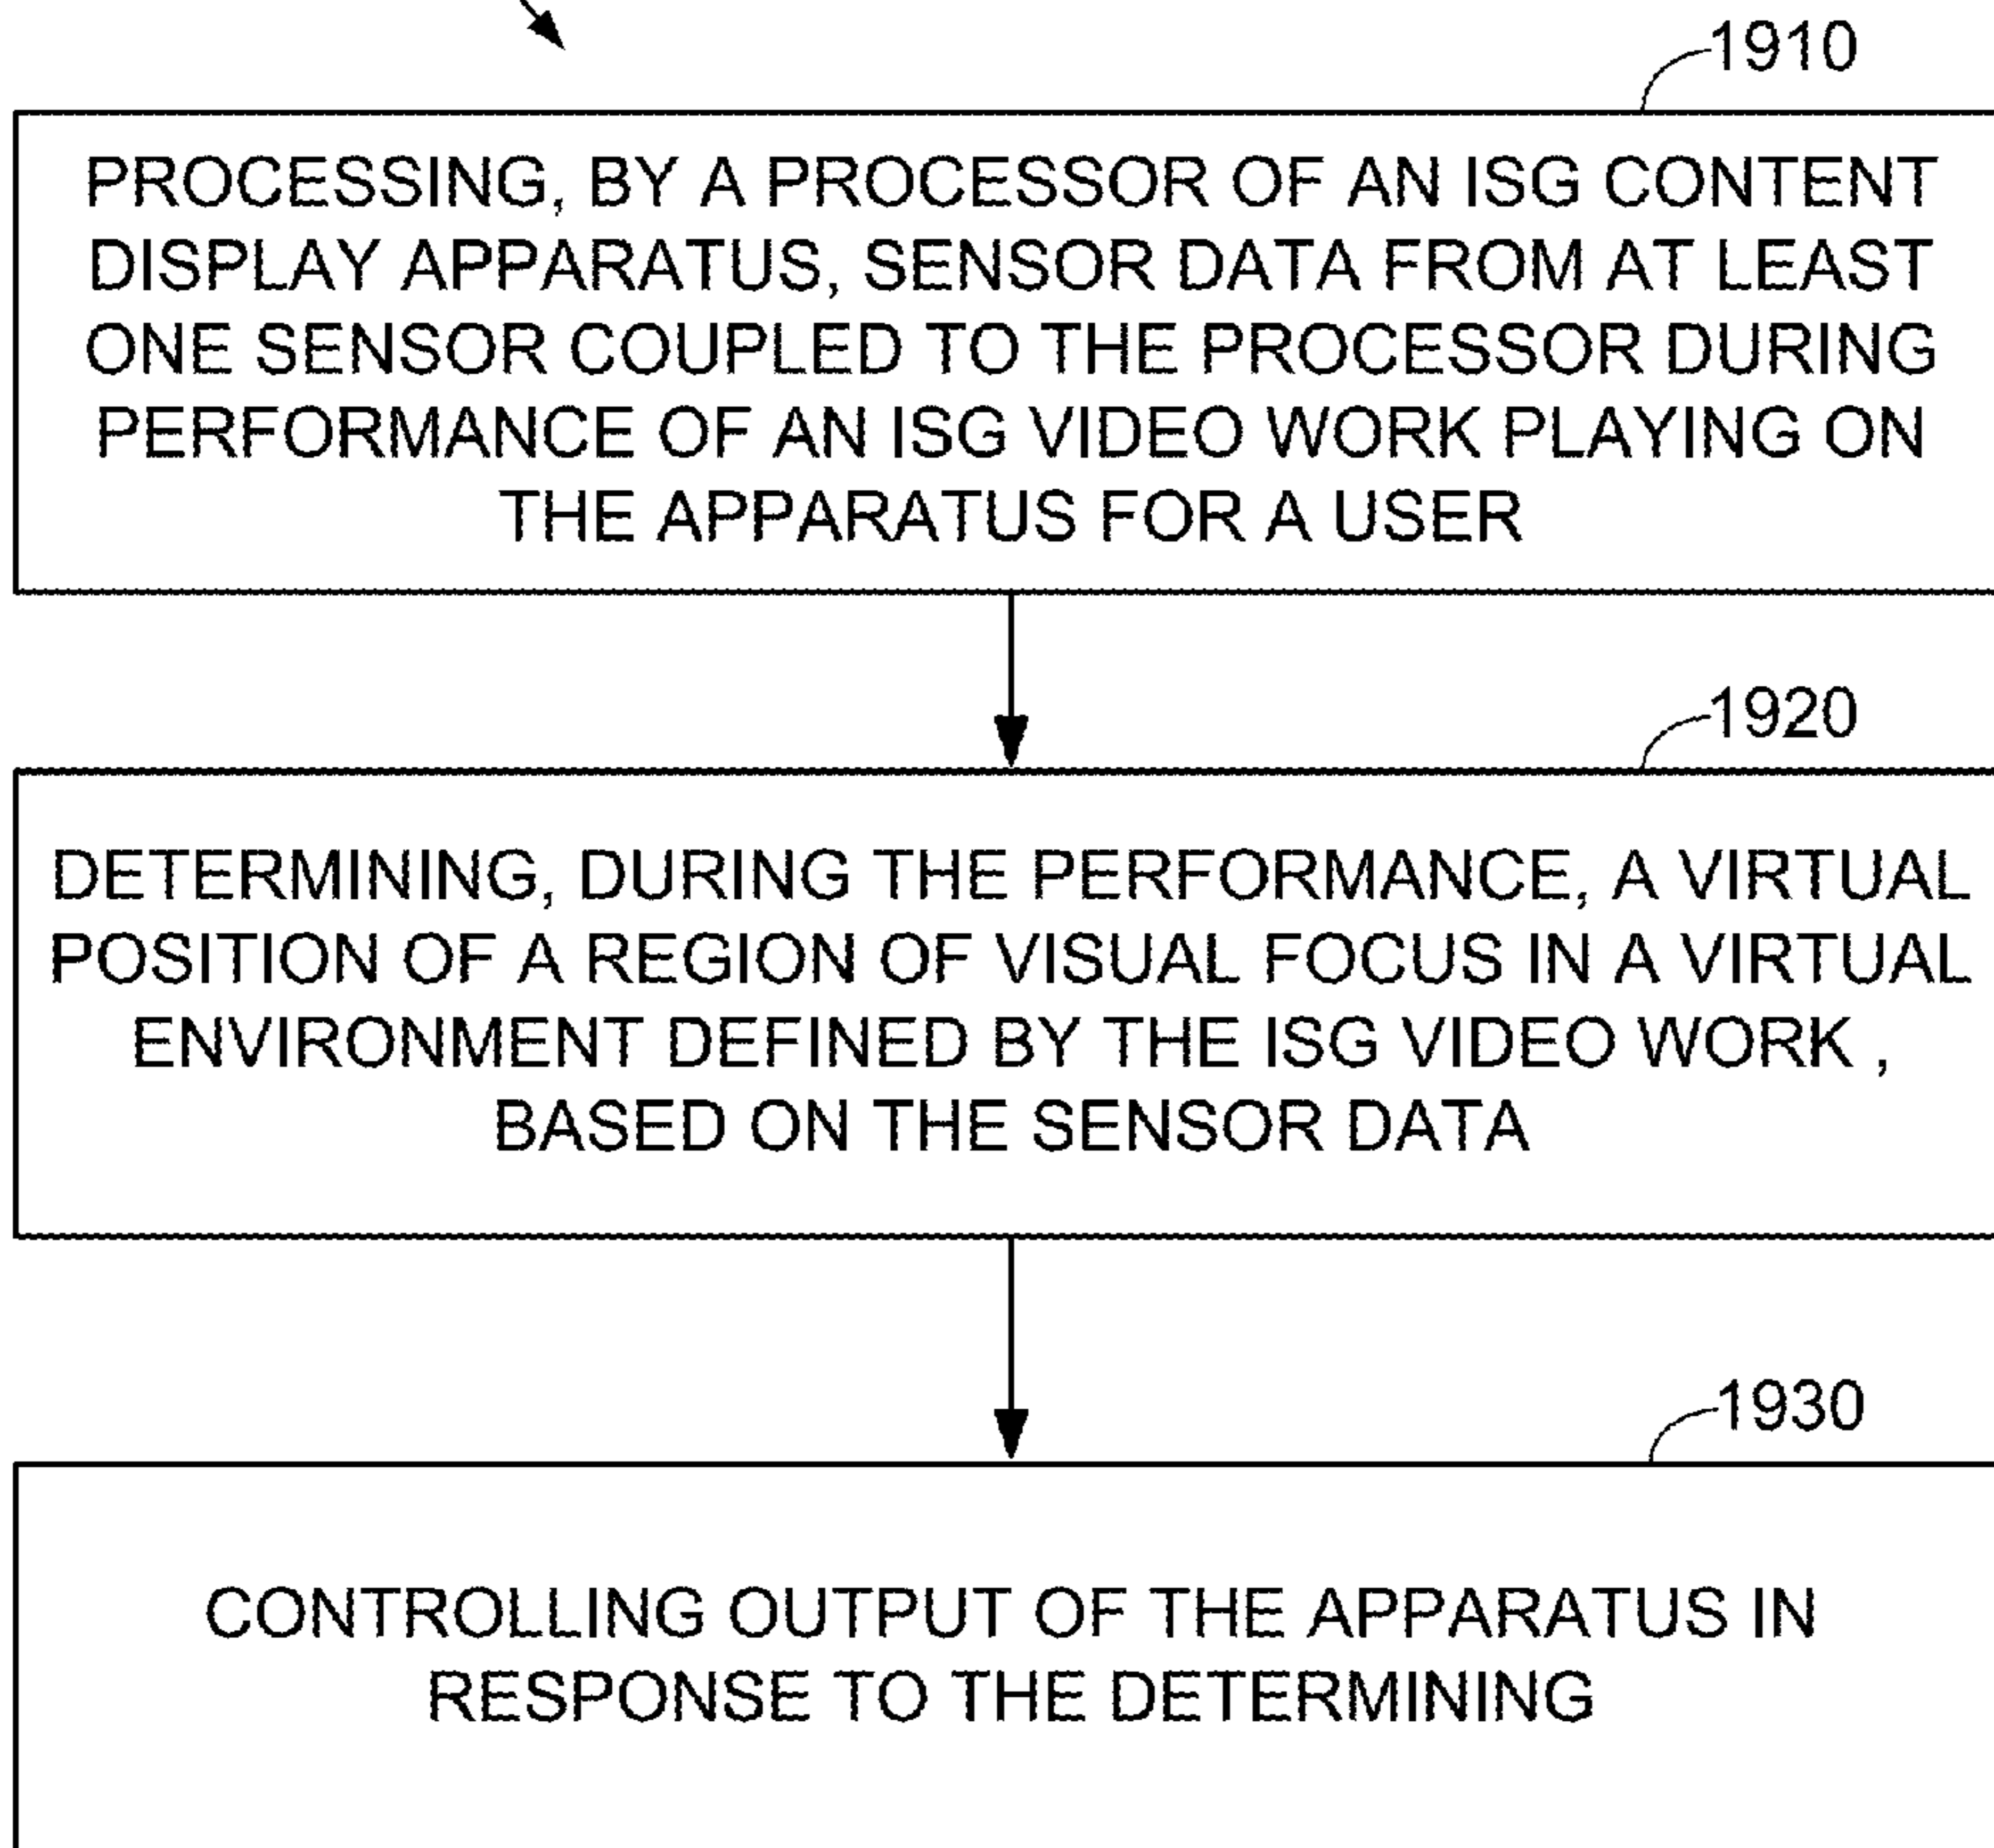 1910
PROCESSING, BY A PROCESSOR OF AN ISG CONTENT
DISPLAY APPARATUS, SENSOR DATA FROM AT LEAST
ONE SENSOR COUPLED TO THE PROCESSOR DURING
PERFORMANCE OF AN ISG VIDEO WORK PLAYING ON
THE APPARATUS FOR A USER
1920
DETERMINING, DURING THE PERFORMANCE, A VIRTUAL
POSITION OF A REGION OF VISUAL FOCUS IN A VIRTUAL
ENVIRONMENT DEFINED BY THE ISG VIDEO WORK ,
BASED ON THE SENSOR DATA
1930
CONTROLLING OUTPUT OF THE APPARATUS IN
RESPONSE TO THE DETERMINING